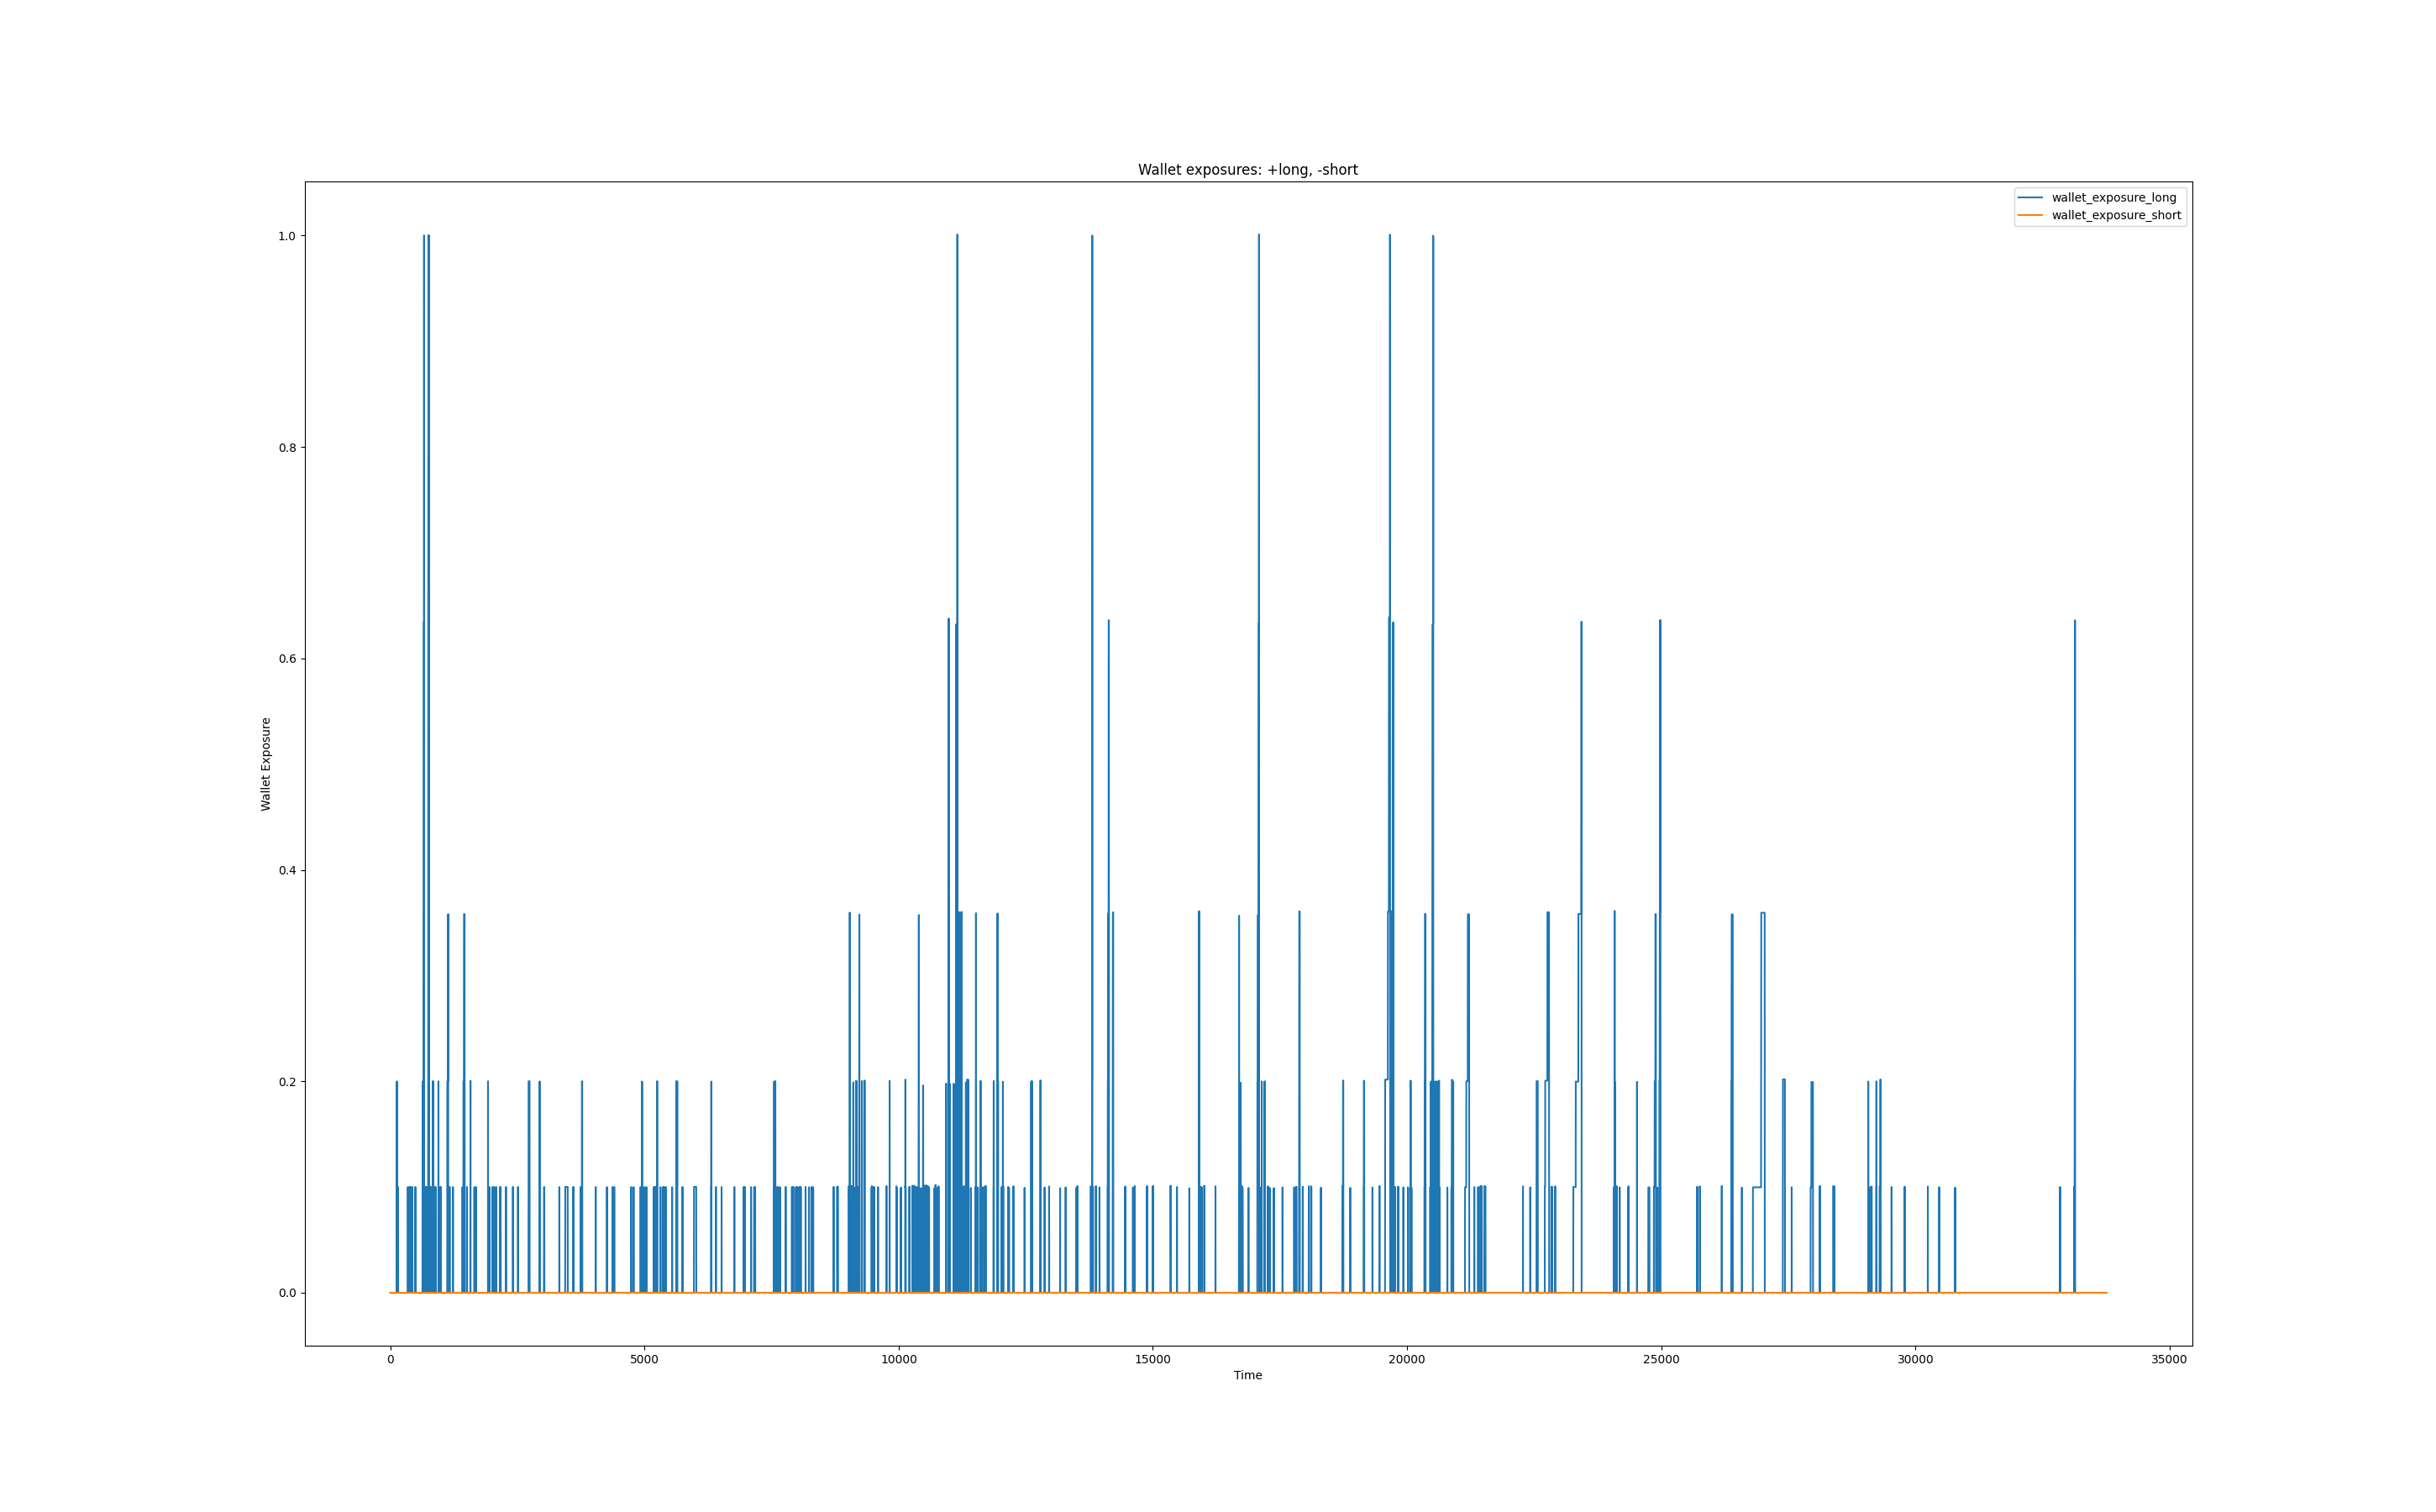 Wallet exposures: +long, -short
wallet_exposure_long
wallet_exposure_short
1.0
0.8
0.6
0.4
0.2
0.0
Wallet Exposure
0 5000 10000 15000 20000 25000 30000 35000
Time